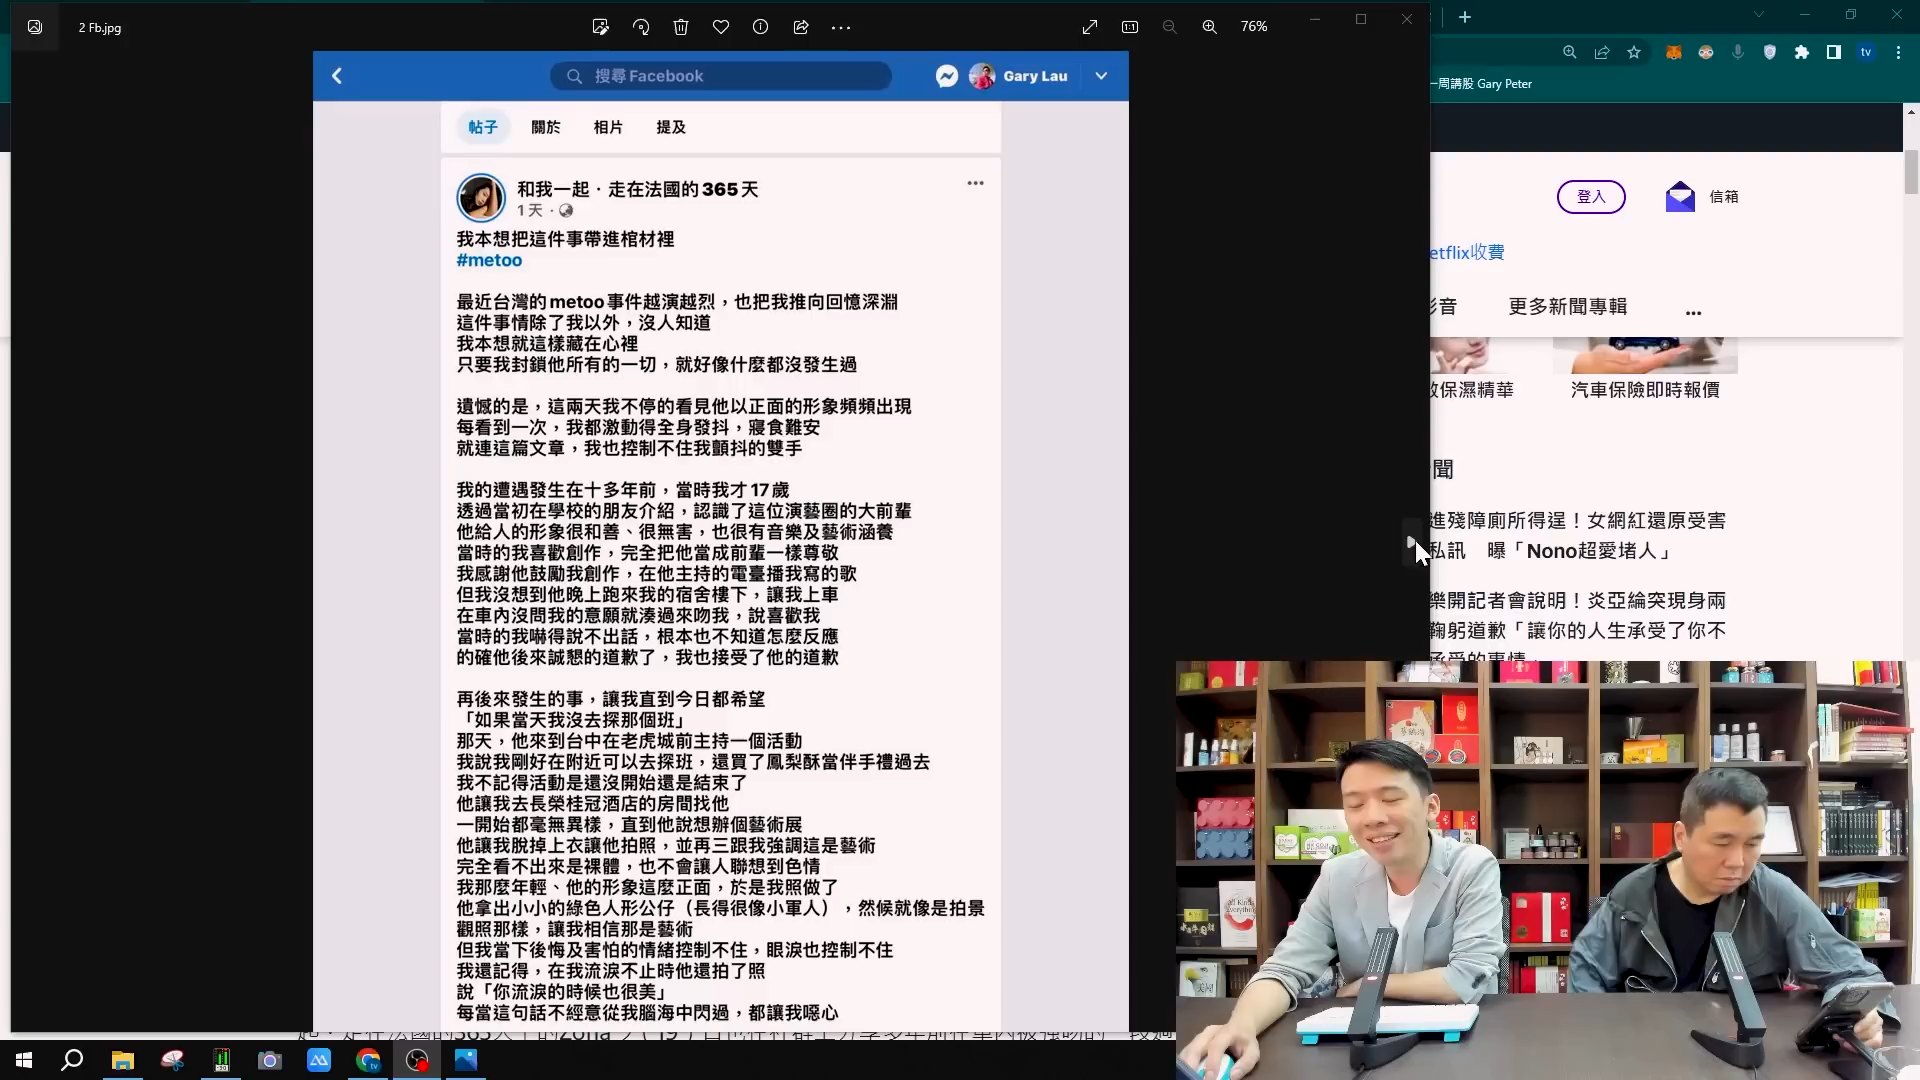 2 Fb.jpg
76%
搜尋 Facebook
Gary Lau
帖子 關於 相片 提及
和我一起・走在法國的365天
1 天 ·
我本想把這件事帶進棺材裡
#metoo
最近台灣的metoo事件越演越烈，也把我推向回憶深淵
這件事情除了我以外，沒人知道
我本想就這樣藏在心裡
只要我封鎖他所有的一切，就好像什麼都沒發生過
遺憾的是，這兩天我不停的看見他以正面的形象頻頻出現
每看到一次，我都激動得全身發抖，寢食難安
就連這篇文章，我也控制不住我顫抖的雙手
我的遭遇發生在十多年前，當時我才17歲
透過當初在學校的朋友介紹，認識了這位演藝圈的大前輩
他給人的形象很和善、很無害，也很有音樂及藝術涵養
當時的我喜歡創作，完全把他當成前輩一樣尊敬
我感謝他鼓勵我創作，在他主持的電臺播我寫的歌
但我沒想到他晚上跑來我的宿舍樓下，讓我上車
在車內沒問我的意願就湊過來吻我，說喜歡我
當時的我嚇得說不出話，根本也不知道怎麼反應
的確他後來誠懇的道歉了，我也接受了他的道歉
再後來發生的事，讓我直到今日都希望
「如果當天我沒去探那個班」
那天，他來到台中在老虎城前主持一個活動
我說我剛好在附近可以去探班，還買了鳳梨酥當伴手禮過去
我不記得活動是還沒開始還是結束了
他讓我去長榮桂冠酒店的房間找他
一開始都毫無異樣，直到他說想辦個藝術展
他讓我脫掉上衣讓他拍照，並再三跟我強調這是藝術
完全看不出來是裸體，也不會讓人聯想到色情
我那麼年輕、他的形象這麼正面，於是我照做了
他拿出小小的綠色人形公仔（長得很像小軍人），然候就像是拍景
觀照那樣，讓我相信那是藝術
但我當下後悔及害怕的情緒控制不住，眼淚也控制不住
我還記得，在我流淚不止時他還拍了照
說「你流淚的時候也很美」
每當這句話不經意從我腦海中閃過，都讓我噁心
tv
一周講股 Gary Peter
登入
信箱
etflix收費
影音 更多新聞專輯 ...
保濕精華 汽車保險即時報價
聞
進殘障廁所得逞！女網紅還原受害
私訊 曝「Nono超愛堵人」
樂開記者會說明！炎亞綸突現身兩
鞠躬道歉「讓你的人生承受了你不
承受的事情